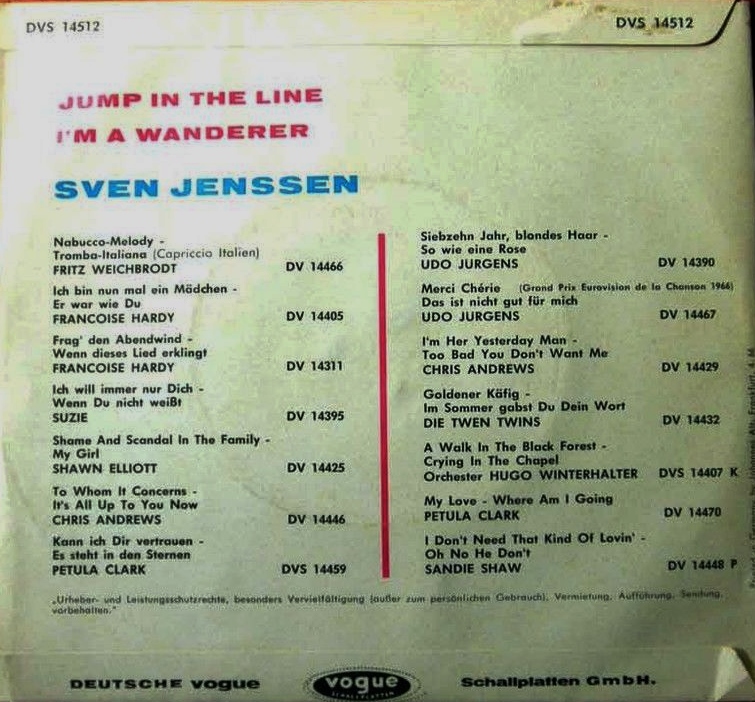 DVS 14512
DVS 14512
JUMP IN THE LINE
I'M A WANDERER
SVEN JENSSEN
Nabucco-Melody -
Tromba-Italiana (Capriccio Italien)
FRITZ WEICHBRODT DV 14466
Ich bin nun mal ein Mädchen -
Er war wie Du
FRANCOISE HARDY DV 14405
Frag' den Abendwind -
Wenn dieses Lied erklingt
FRANCOISE HARDY DV 14311
Ich will immer nur Dich -
Wenn Du nicht weißt
SUZIE DV 14395
Shame And Scandal In The Family -
My Girl
SHAWN ELLIOTT DV 14425
To Whom It Concerns -
It's All Up To You Now
CHRIS ANDREWS DV 14446
Kann ich Dir vertrauen -
Es steht in den Sternen
PETULA CLARK DVS 14459
Siebzehn Jahr, blondes Haar -
So wie eine Rose
UDO JURGENS DV 14390
Merci Chérie (Grand Prix Eurovision de la Chanson 1966)
Das ist nicht gut für mich
UDO JURGENS DV 14467
I'm Her Yesterday Man -
Too Bad You Don't Want Me
CHRIS ANDREWS DV 14429
Goldener Käfig -
Im Sommer gabst Du Dein Wort
DIE TWEN TWINS DV 14432
A Walk In The Black Forest -
Crying In The Chapel
Orchester HUGO WINTERHALTER DVS 14407 K
My Love - Where Am I Going
PETULA CLARK DV 14470
I Don't Need That Kind Of Lovin' -
Oh No He Don't
SANDIE SHAW DV 14448 P
„Urheber- und Leistungsschutzrechte, besonders Vervielfältigung (außer zum persönlichen Gebrauch), Vermietung, Aufführung, Sendung,
vorbehalten."
DEUTSCHE VOGUE
vogue
SCHALLPLATTEN
Schallplatten GmbH.